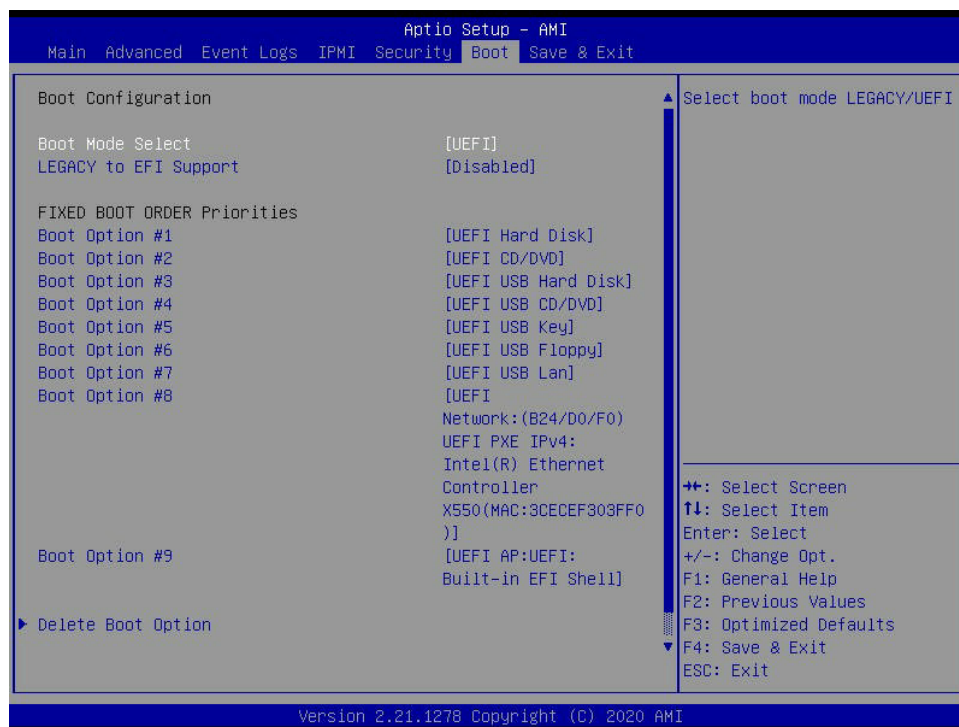 Aptio Setup – AMI
Main Advanced Event Logs IPMI Security Boot Save & Exit
Boot Configuration
Boot Mode Select [UEFI]
LEGACY to EFI Support [Disabled]
FIXED BOOT ORDER Priorities
Boot Option #1 [UEFI Hard Disk]
Boot Option #2 [UEFI CD/DVD]
Boot Option #3 [UEFI USB Hard Disk]
Boot Option #4 [UEFI USB CD/DVD]
Boot Option #5 [UEFI USB Key]
Boot Option #6 [UEFI USB Floppy]
Boot Option #7 [UEFI USB Lan]
Boot Option #8 [UEFI
Network:(B24/D0/F0)
UEFI PXE IPv4:
Intel(R) Ethernet
Controller
X550(MAC:3CECEF303FF0
)]
Boot Option #9 [UEFI AP:UEFI:
Built-in EFI Shell]
Delete Boot Option
Select boot mode LEGACY/UEFI
→←: Select Screen
↑↓: Select Item
Enter: Select
+/-: Change Opt.
F1: General Help
F2: Previous Values
F3: Optimized Defaults
F4: Save & Exit
ESC: Exit
Version 2.21.1278 Copyright (C) 2020 AMI